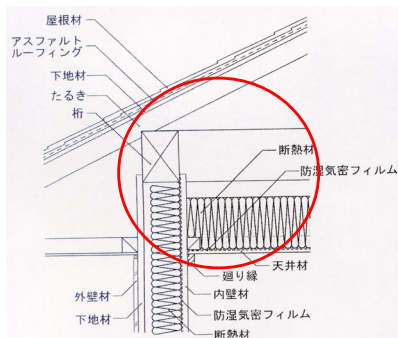 屋根材
アスファルト
ルーフィング
下地材
たるき
桁
断熱材
防湿気密フィルム
天井材
廻り縁
外壁材
内壁材
下地材
防湿気密フィルム
断熱材